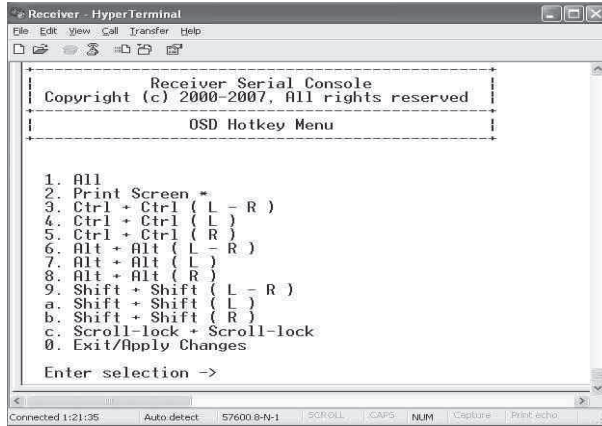 Receiver - HyperTerminal
File Edit View Call Transfer Help
Receiver Serial Console
Copyright (c) 2000-2007, All rights reserved
OSD Hotkey Menu
1. All
2. Print Screen *
3. Ctrl + Ctrl ( L - R )
4. Ctrl + Ctrl ( L )
5. Ctrl + Ctrl ( R )
6. Alt + Alt ( L - R )
7. Alt + Alt ( L )
8. Alt + Alt ( R )
9. Shift + Shift ( L - R )
a. Shift + Shift ( L )
b. Shift + Shift ( R )
c. Scroll-lock + Scroll-lock
0. Exit/Apply Changes
Enter selection ->
Connected 1:21:35 Auto detect 57600 8-N-1 SCROLL CAPS NUM Capture Print echo